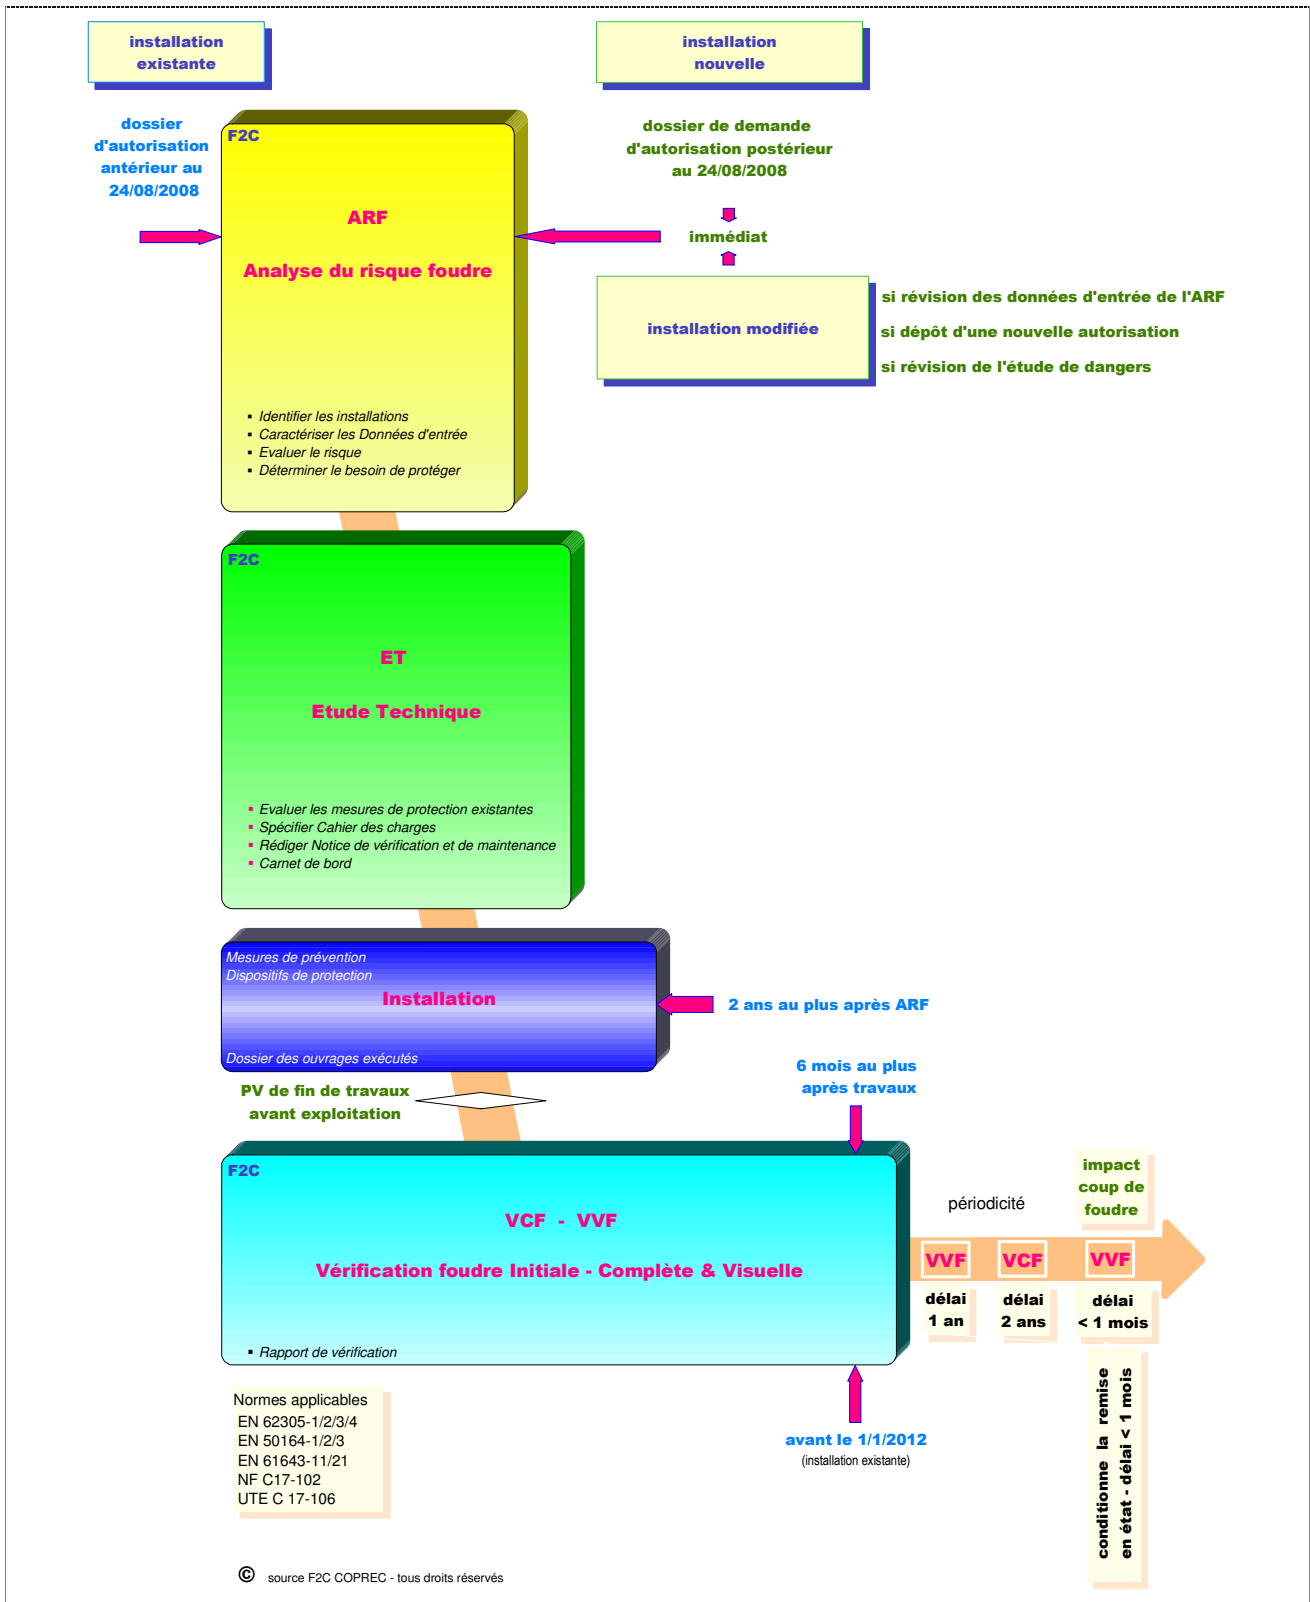 installation
existante
installation
nouvelle
dossier
d'autorisation
antérieur au
24/08/2008
dossier de demande
d'autorisation postérieur
au 24/08/2008
immédiat
installation modifiée
si révision des données d'entrée de l'ARF
si dépôt d'une nouvelle autorisation
si révision de l'étude de dangers
F2C
ARF
Analyse du risque foudre
▪ Identifier les installations
▪ Caractériser les Données d'entrée
▪ Evaluer le risque
▪ Déterminer le besoin de protéger
F2C
ET
Etude Technique
▪ Evaluer les mesures de protection existantes
▪ Spécifier Cahier des charges
▪ Rédiger Notice de vérification et de maintenance
▪ Carnet de bord
Mesures de prévention
Dispositifs de protection
Installation
Dossier des ouvrages exécutés
2 ans au plus après ARF
PV de fin de travaux
avant exploitation
6 mois au plus
après travaux
F2C
VCF - VVF
Vérification foudre Initiale - Complète & Visuelle
▪ Rapport de vérification
périodicité
impact
coup de
foudre
VVF
VCF
VVF
délai
1 an
délai
2 ans
délai
< 1 mois
conditionne la remise
en état - délai < 1 mois
avant le 1/1/2012
(installation existante)
Normes applicables
EN 62305-1/2/3/4
EN 50164-1/2/3
EN 61643-11/21
NF C17-102
UTE C 17-106
© source F2C COPREC - tous droits réservés